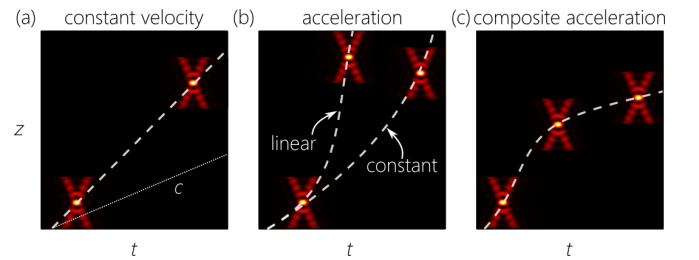 (a) constant velocity
(b) acceleration
(c) composite acceleration
z
c
linear
constant
t
t
t